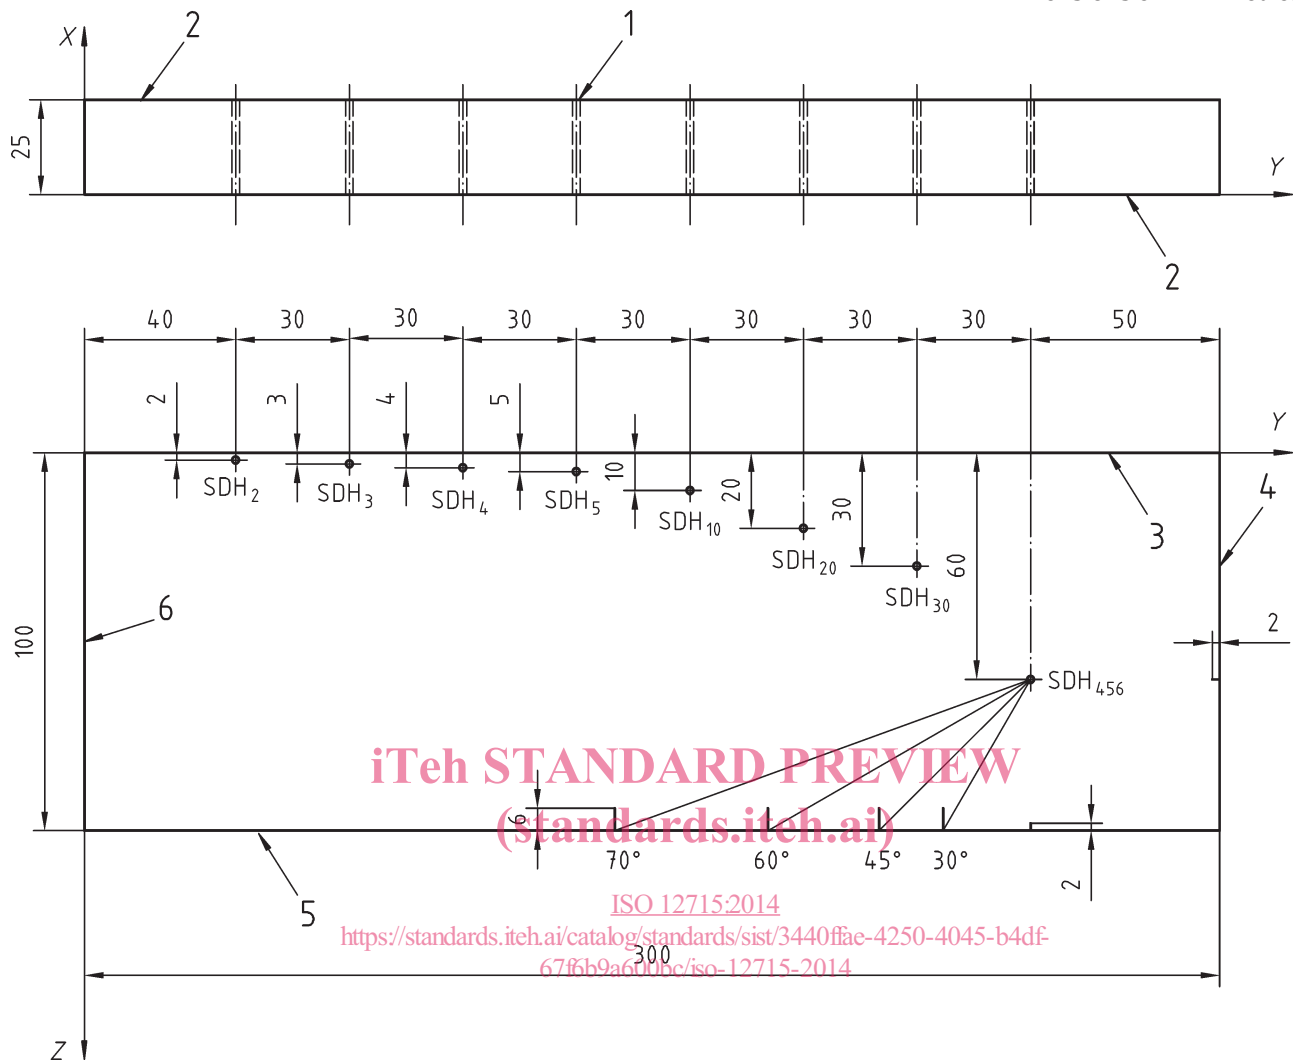 X
2
1
25
Y
2
40 30 30 30 30 30 30 30 50
2 3 4 5 10 20 30 60
Y
SDH2 SDH3 SDH4 SDH5 SDH10 SDH20 SDH30
4
3
6
100
2
SDH456
iTeh STANDARD PREVIEW
(standards.iteh.ai)
6
70° 60° 45° 30°
2
5
ISO 12715:2014
https://standards.iteh.ai/catalog/standards/sist/3440ffae-4250-4045-b4df-
67f6b9a600bc/iso-12715-2014
300
Z